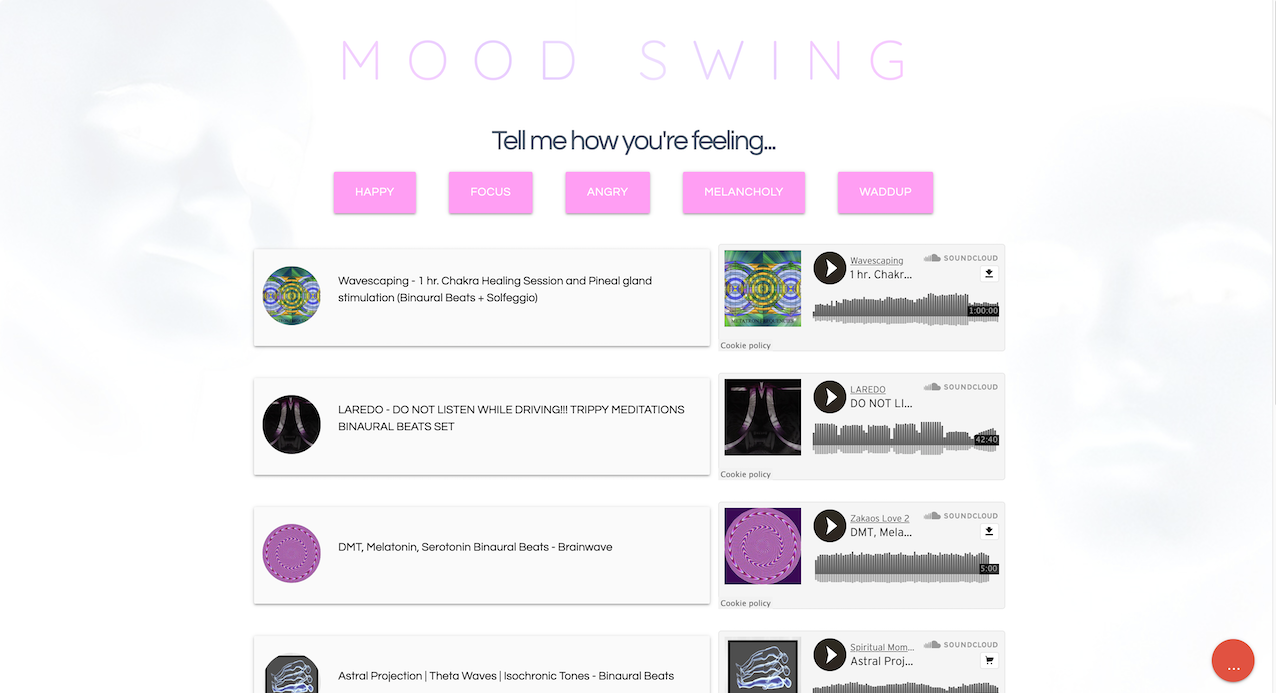 MOOD SWING
Tell me how you're feeling...
HAPPY
FOCUS
ANGRY
MELANCHOLY
WADDUP
Wavescaping - 1 hr. Chakra Healing Session and Pineal gland
stimulation (Binaural Beats + Solfeggio)
Wavescaping
SOUNDCLOUD
1 hr. Chakr...
1:00:00
Cookie policy
LAREDO - DO NOT LISTEN WHILE DRIVING!!! TRIPPY MEDITATIONS
BINAURAL BEATS SET
LAREDO
SOUNDCLOUD
DO NOT LI...
42:40
Cookie policy
DMT, Melatonin, Serotonin Binaural Beats - Brainwave
Zakaos Love 2
SOUNDCLOUD
DMT, Mela...
5:00
Cookie policy
Astral Projection | Theta Waves | Isochronic Tones - Binaural Beats
Spiritual Mom...
SOUNDCLOUD
Astral Proj...
...